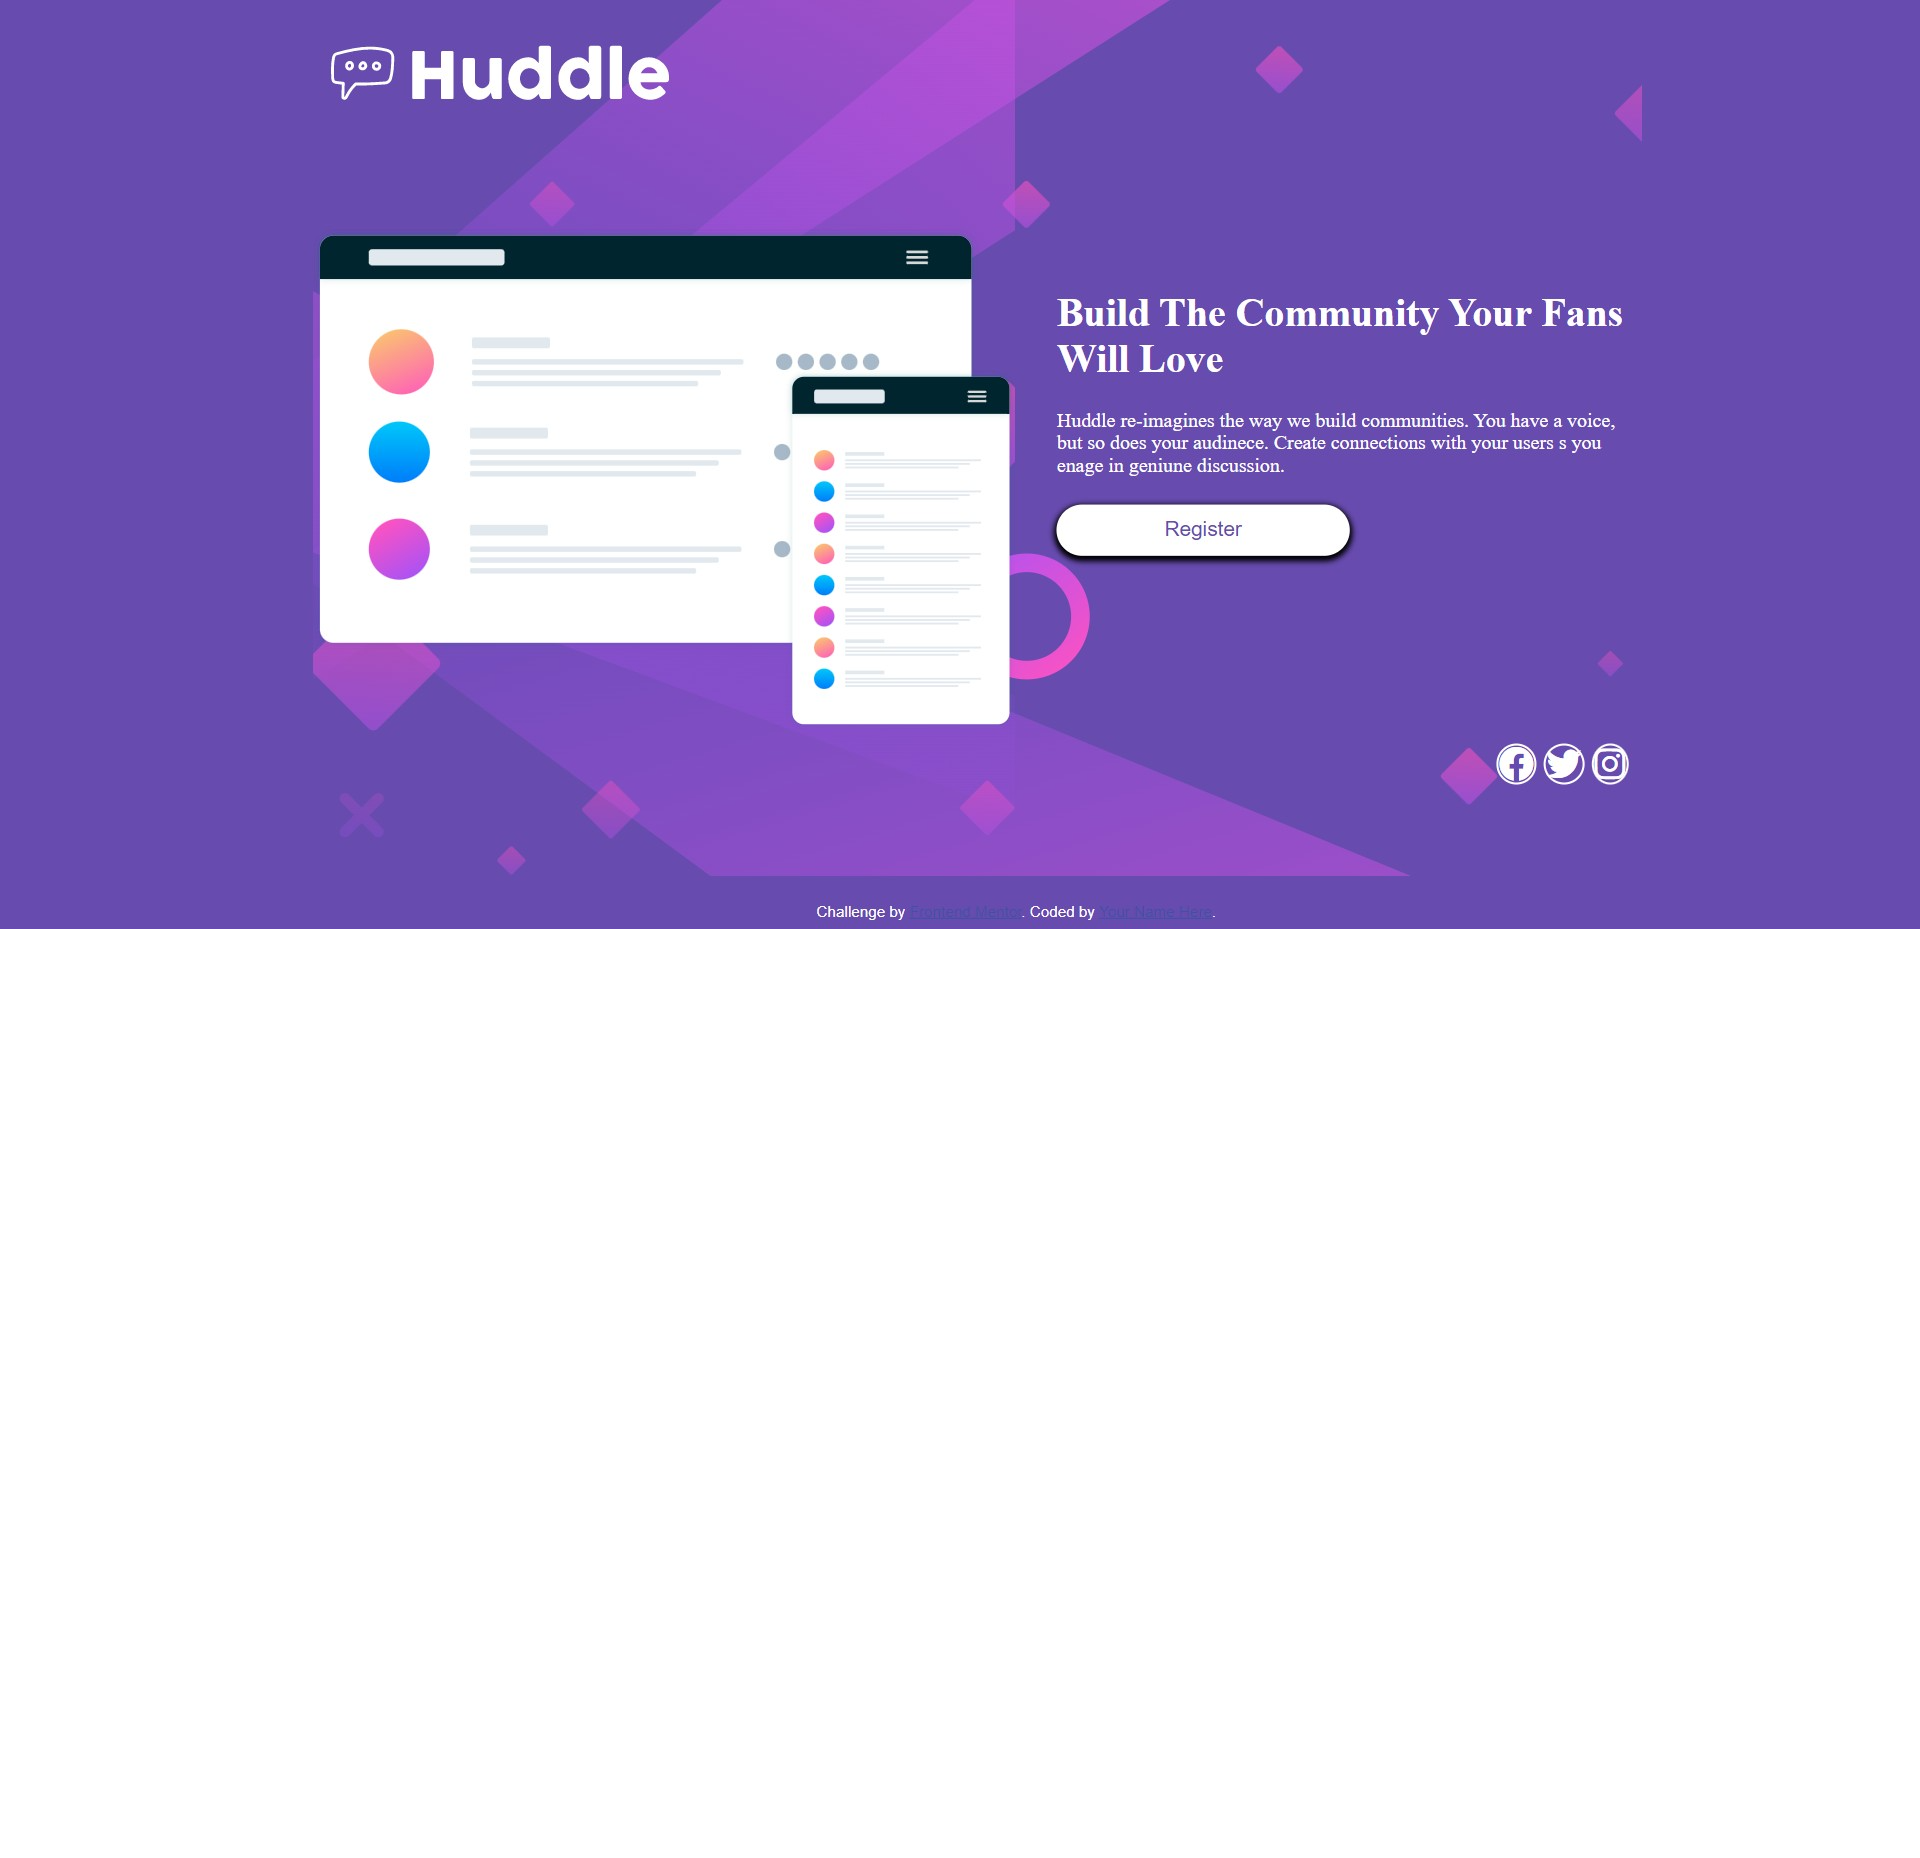 Huddle
Build The Community Your Fans
Will Love
Huddle re-imagines the way we build communities. You have a voice,
but so does your audinece. Create connections with your users s you
enage in geniune discussion.
Register
Challenge by Frontend Mentor. Coded by Your Name Here.